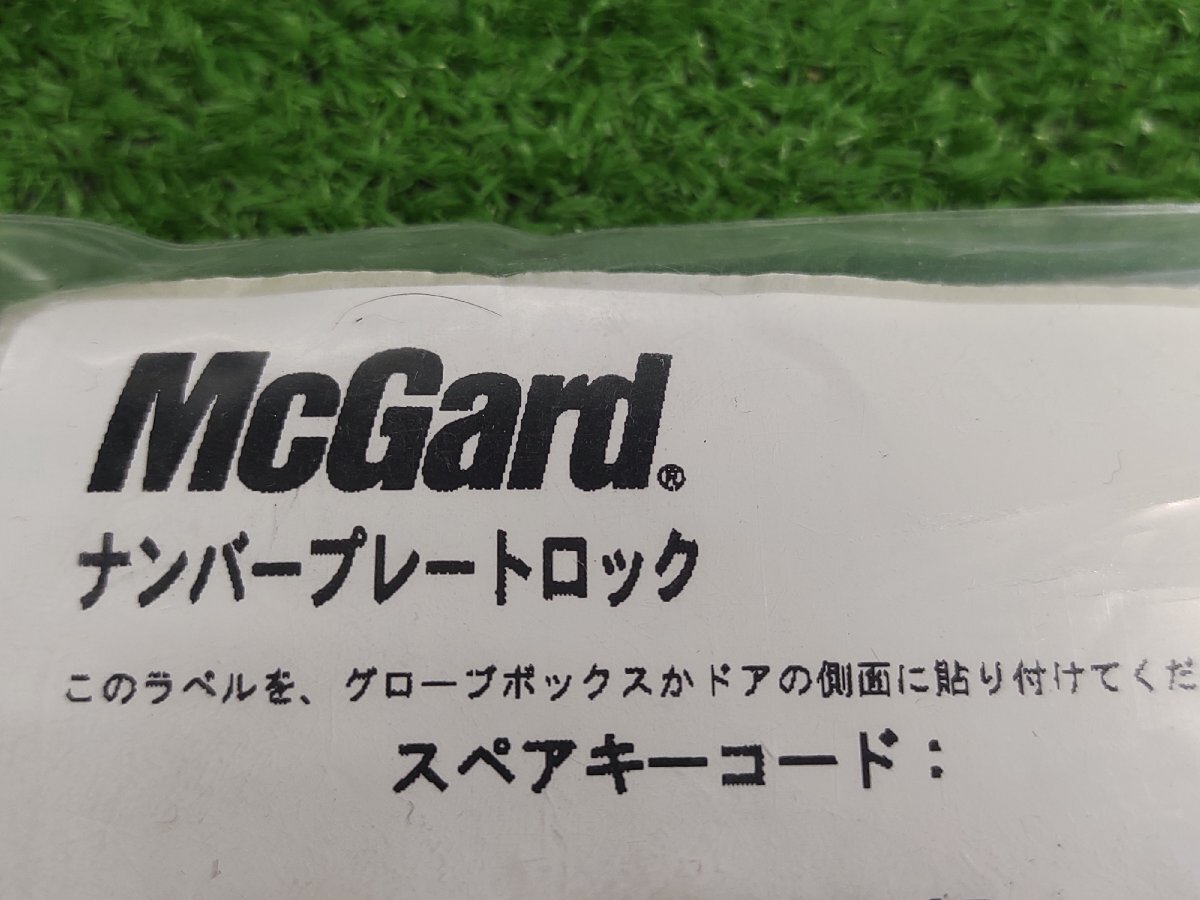 McGard®
ナンバープレートロック
このラベルを、グローブボックスかドアの側面に貼り付けてくだ
スペアキーコード：